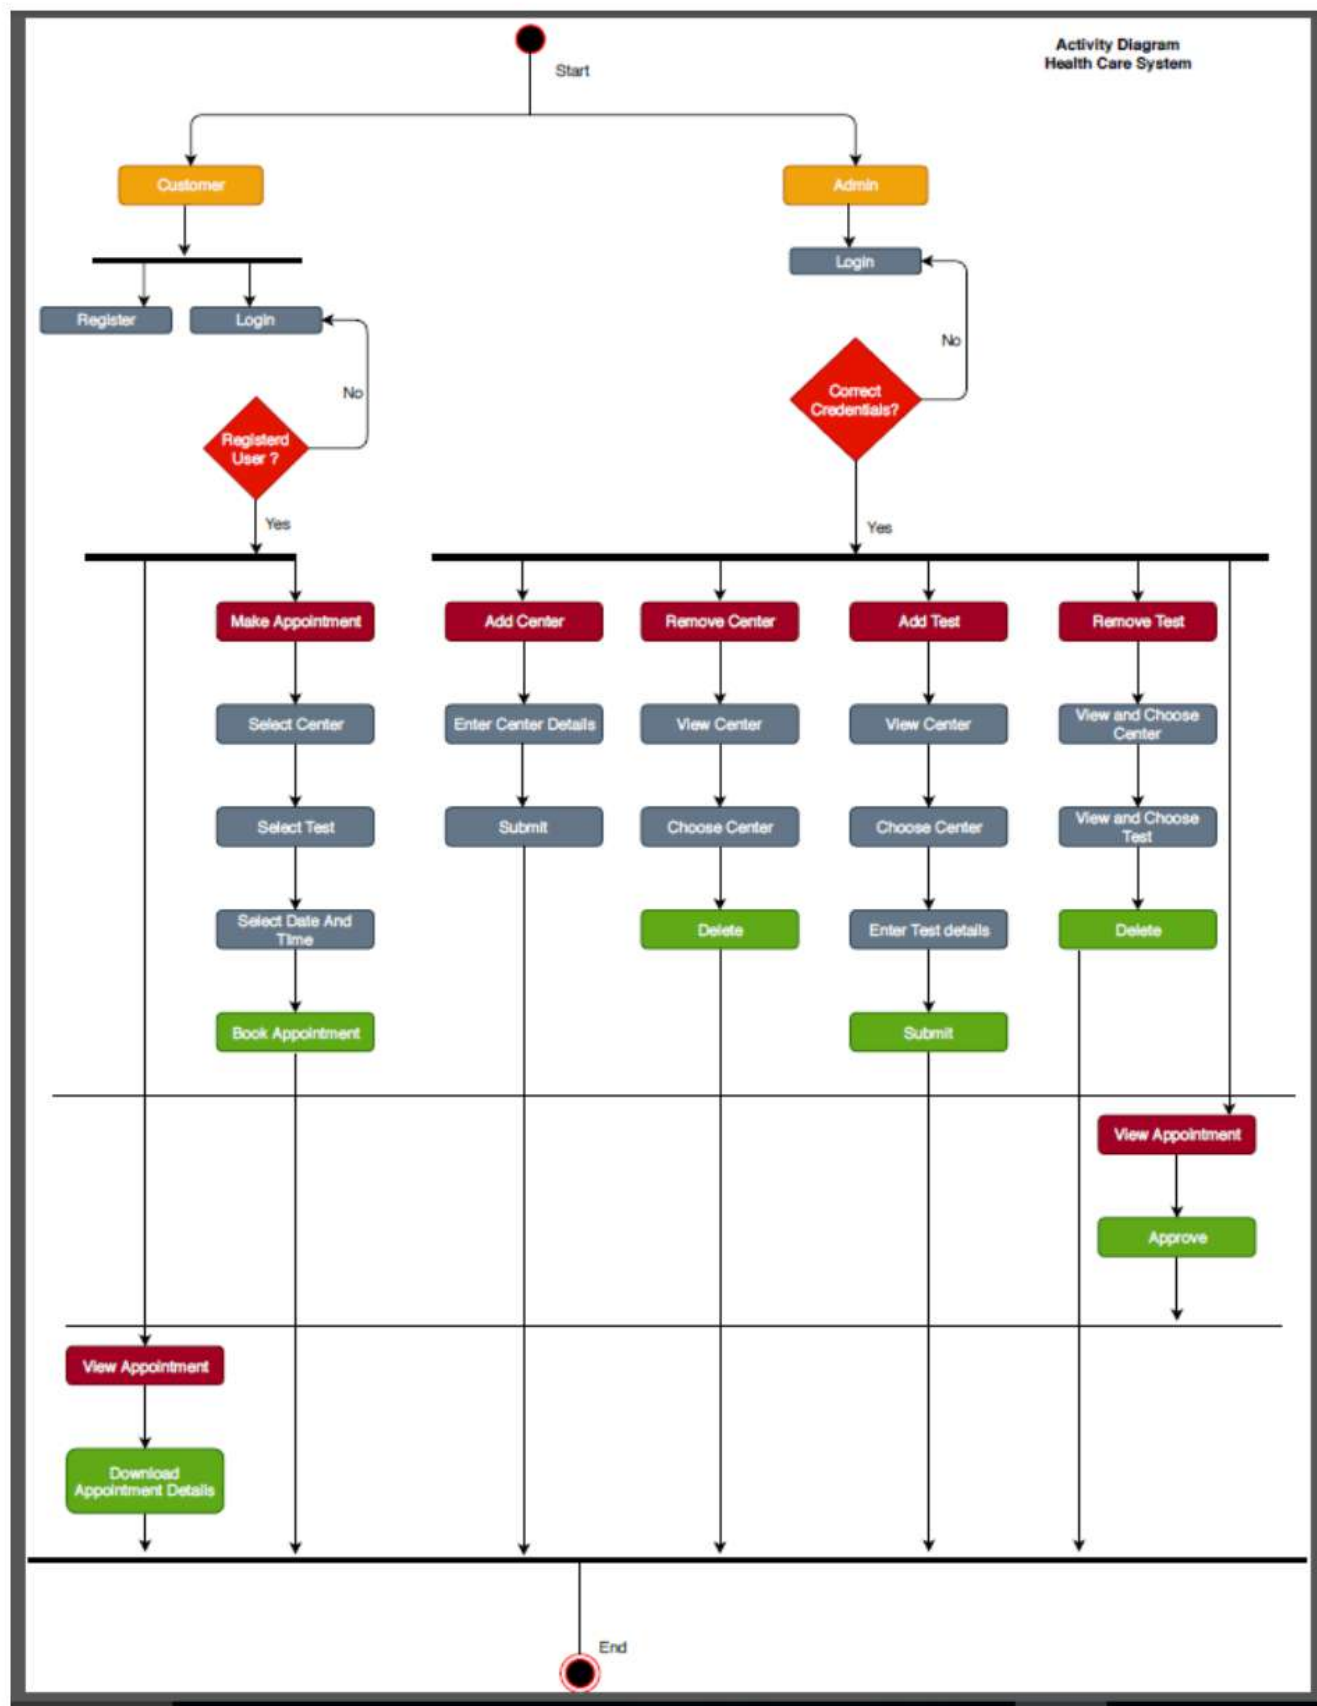 Activity Diagram
Health Care System
Start
Customer
Admin
Login
Register
Login
No
No
Correct
Credentials?
Registerd
User ?
Yes
Yes
Make Appointment
Add Center
Remove Center
Add Test
Remove Test
Select Center
Enter Center Details
View Center
View Center
View and Choose
Center
Select Test
Submit
Choose Center
Choose Center
View and Choose
Test
Select Date And
TIme
Delete
Enter Test details
Delete
Book Appointment
Submit
View Appointment
Approve
View Appointment
Download
Appointment Details
End